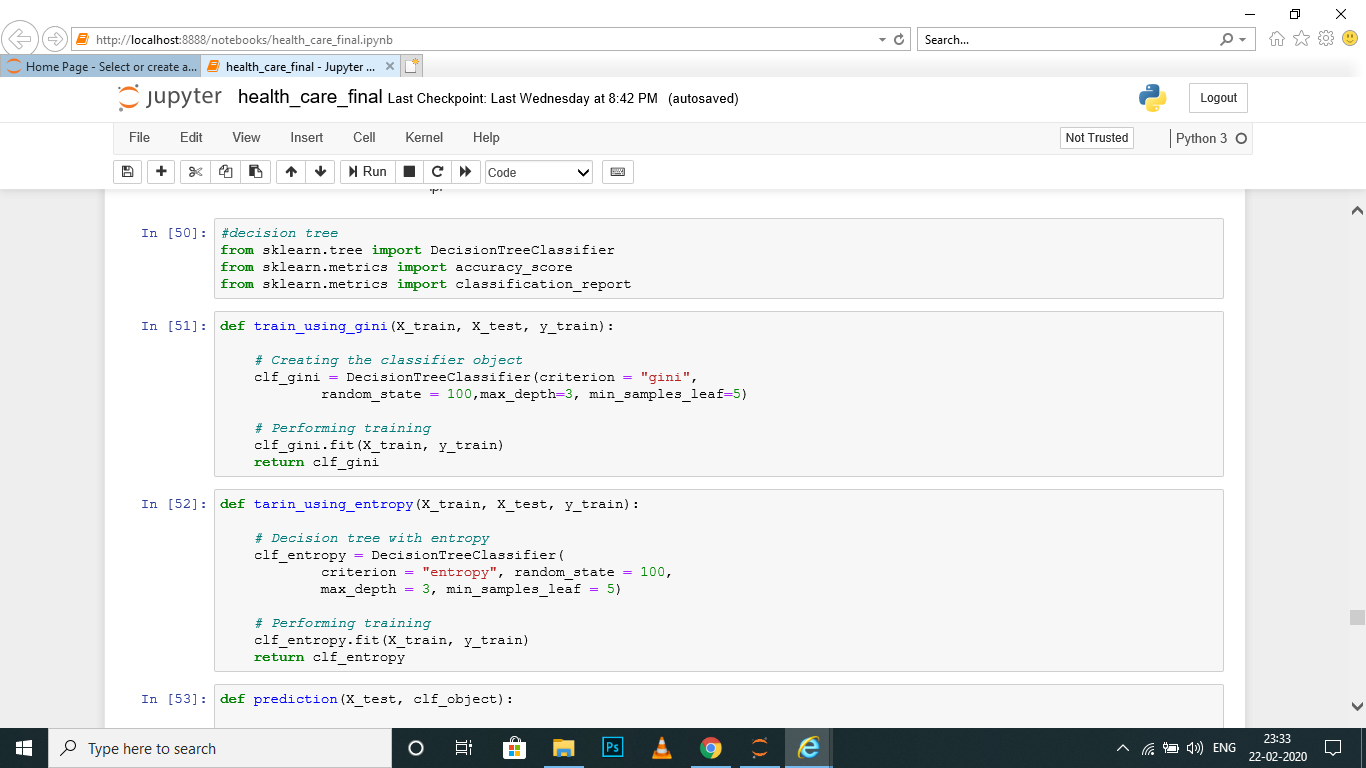 http://localhost:8888/notebooks/health_care_final.ipynb
Search...
Home Page - Select or create a...
health_care_final - Jupyter ...
jupyter health_care_final Last Checkpoint: Last Wednesday at 8:42 PM (autosaved)
Logout
File Edit View Insert Cell Kernel Help
Not Trusted
Python 3
Run
Code
In [50]: #decision tree
from sklearn.tree import DecisionTreeClassifier
from sklearn.metrics import accuracy_score
from sklearn.metrics import classification_report
In [51]: def train_using_gini(X_train, X_test, y_train):
# Creating the classifier object
clf_gini = DecisionTreeClassifier(criterion = "gini",
random_state = 100,max_depth=3, min_samples_leaf=5)
# Performing training
clf_gini.fit(X_train, y_train)
return clf_gini
In [52]: def tarin_using_entropy(X_train, X_test, y_train):
# Decision tree with entropy
clf_entropy = DecisionTreeClassifier(
criterion = "entropy", random_state = 100,
max_depth = 3, min_samples_leaf = 5)
# Performing training
clf_entropy.fit(X_train, y_train)
return clf_entropy
In [53]: def prediction(X_test, clf_object):
Type here to search
Ps
ENG
23:33
22-02-2020